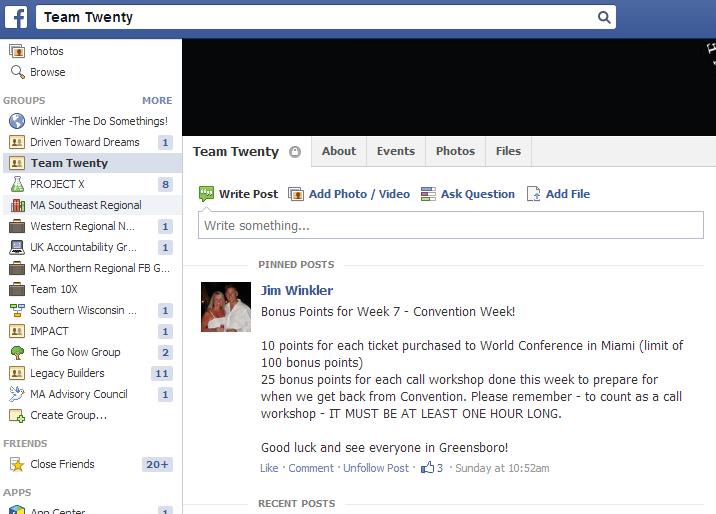 f
Team Twenty
Photos
Browse
GROUPS MORE
Winkler -The Do Somethings!
Driven Toward Dreams 1
Team Twenty
PROJECT X 8
MA Southeast Regional
Western Regional N... 1
UK Accountability Gr... 1
MA Northern Regional FB G...
Team 10X
Southern Wisconsin ... 1
IMPACT 1
The Go Now Group 2
Legacy Builders 11
MA Advisory Council 1
Create Group...
FRIENDS
Close Friends 20+
APPS
App Center 1
Team Twenty About Events Photos Files
Write Post Add Photo / Video Ask Question Add File
Write something...
PINNED POSTS
Jim Winkler
Bonus Points for Week 7 - Convention Week!
10 points for each ticket purchased to World Conference in Miami (limit of
100 bonus points)
25 bonus points for each call workshop done this week to prepare for
when we get back from Convention. Please remember - to count as a call
workshop - IT MUST BE AT LEAST ONE HOUR LONG.
Good luck and see everyone in Greensboro!
Like · Comment · Unfollow Post · 3 · Sunday at 10:52am
RECENT POSTS